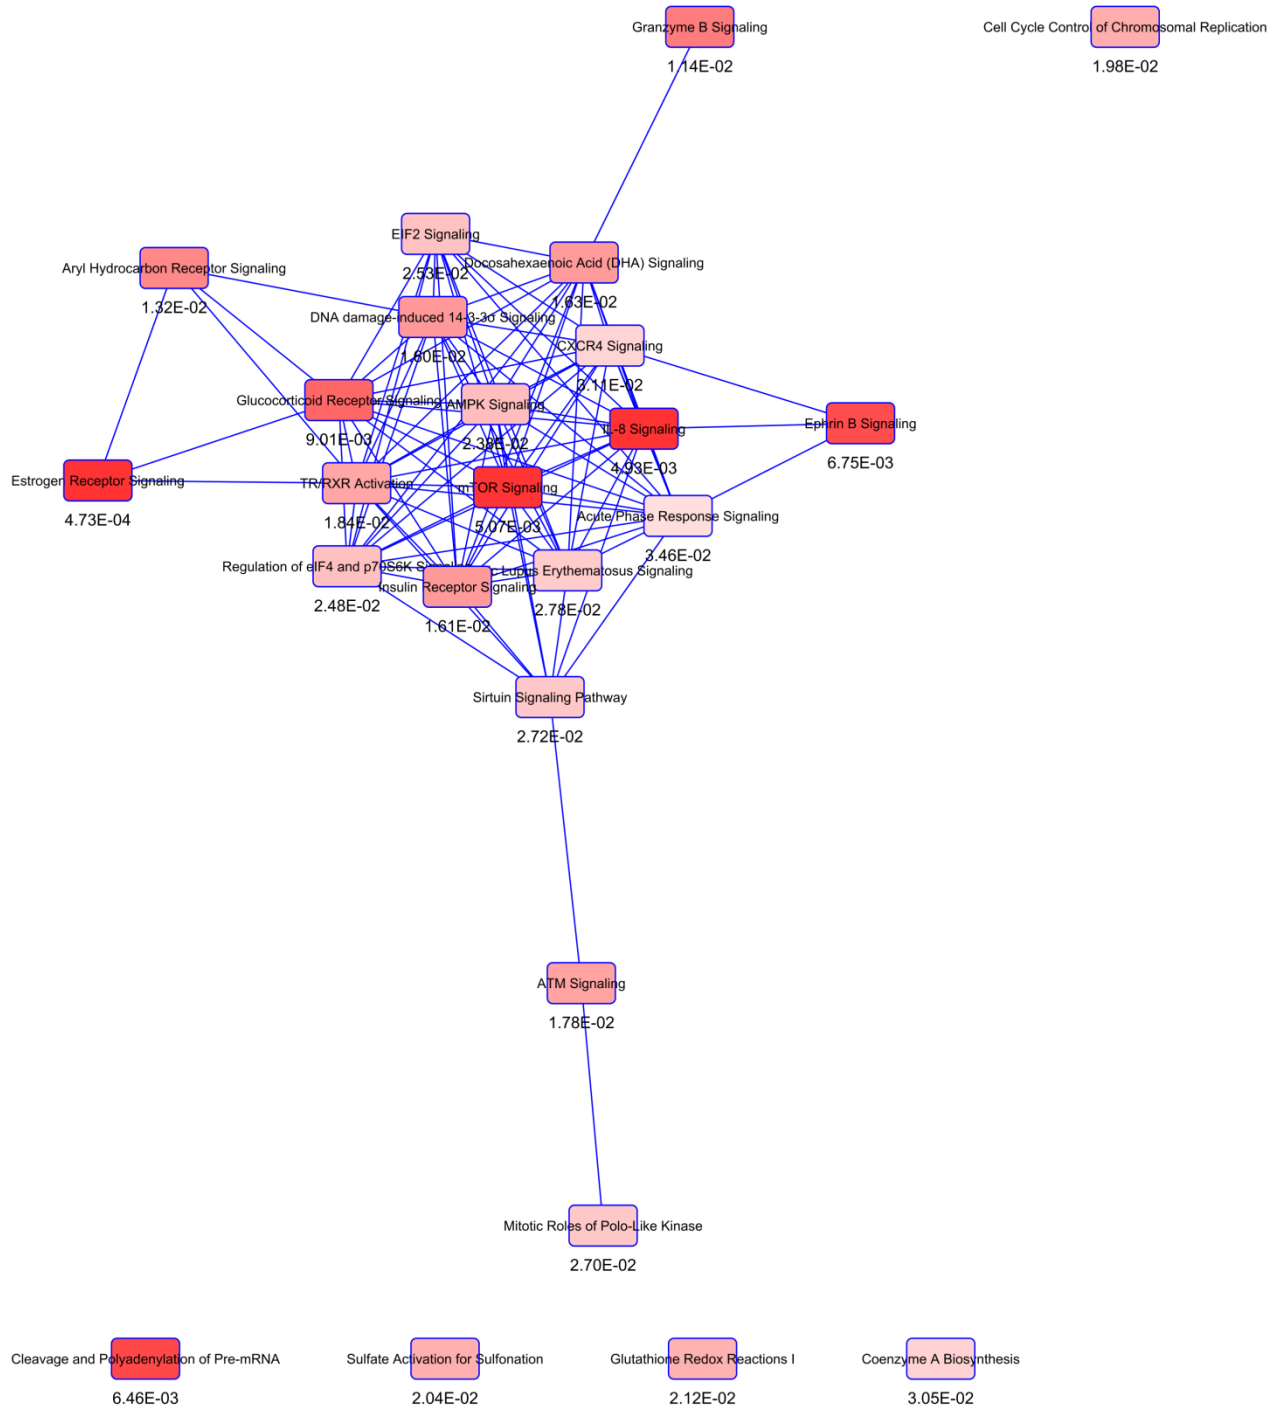 Granzyme B Signaling
1.14E-02
Cell Cycle Control of Chromosomal Replication
1.98E-02
EIF2 Signaling
2.53E-02
Docosahexaenoic Acid (DHA) Signaling
1.63E-02
Aryl Hydrocarbon Receptor Signaling
1.32E-02
DNA damage-induced 14-3-3σ Signaling
1.60E-02
CXCR4 Signaling
3.11E-02
Glucocorticoid Receptor Signaling
9.01E-03
AMPK Signaling
2.38E-02
IL-8 Signaling
4.93E-03
Ephrin B Signaling
6.75E-03
Estrogen Receptor Signaling
4.73E-04
TR/RXR Activation
1.84E-02
mTOR Signaling
5.07E-03
Acute Phase Response Signaling
3.46E-02
Regulation of eIF4 and p70S6K
2.48E-02
Lupus Erythematosus Signaling
2.78E-02
Insulin Receptor Signaling
1.61E-02
Sirtuin Signaling Pathway
2.72E-02
ATM Signaling
1.78E-02
Mitotic Roles of Polo-Like Kinase
2.70E-02
Cleavage and Polyadenylation of Pre-mRNA
6.46E-03
Sulfate Activation for Sulfonation
2.04E-02
Glutathione Redox Reactions I
2.12E-02
Coenzyme A Biosynthesis
3.05E-02